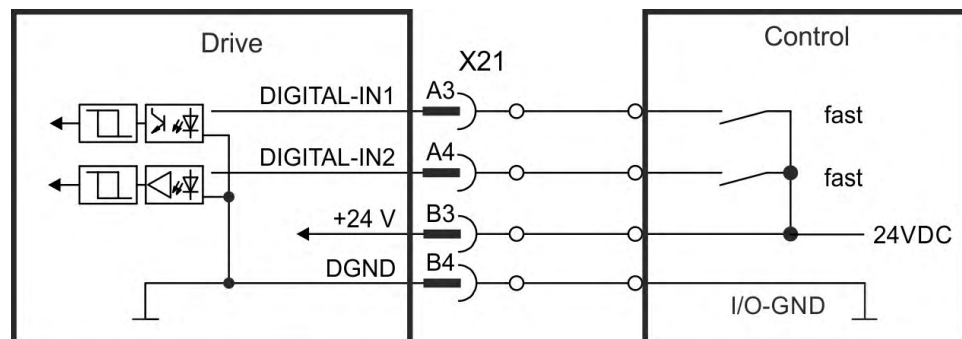 Drive
Control
X21
DIGITAL-IN1
A3
fast
DIGITAL-IN2
A4
fast
+24 V
B3
24VDC
DGND
B4
I/O-GND